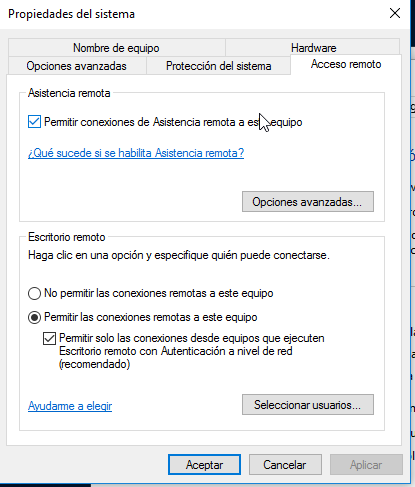 Propiedades del sistema
Nombre de equipo
Hardware
Opciones avanzadas
Protección del sistema
Acceso remoto
Asistencia remota
Permitir conexiones de Asistencia remota a este equipo
¿Qué sucede si se habilita Asistencia remota?
Opciones avanzadas...
Escritorio remoto
Haga clic en una opción y especifique quién puede conectarse.
No permitir las conexiones remotas a este equipo
Permitir las conexiones remotas a este equipo
Permitir solo las conexiones desde equipos que ejecuten
Escritorio remoto con Autenticación a nivel de red
(recomendado)
Ayudarme a elegir
Seleccionar usuarios...
Aceptar
Cancelar
Aplicar